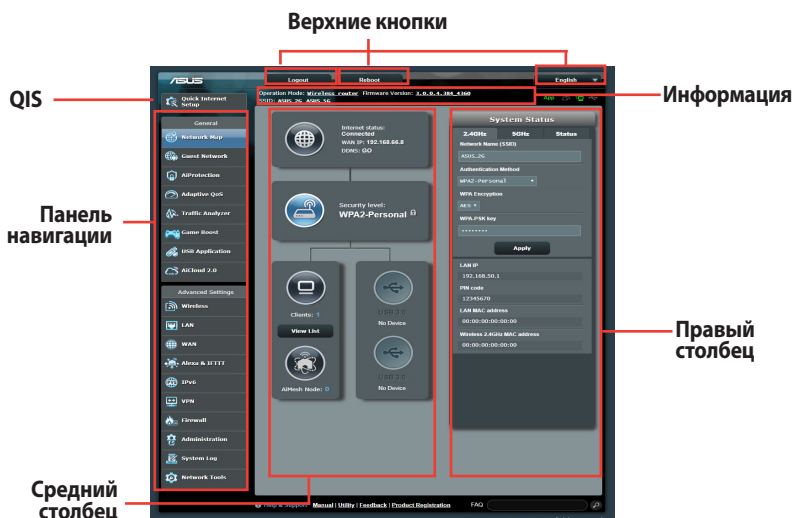 Верхние кнопки
QIS
Информация
Панель
навигации
Правый
столбец
Средний
столбец
ASUS
Logout
Reboot
English
Quick Internet
Setup
Operation Mode: Wireless router Firmware Version: 3.0.0.4.384_4360
SSID: ASUS_2G ASUS_5G
App
General
Network Map
Guest Network
AiProtection
Adaptive QoS
Traffic Analyzer
Game Boost
USB Application
AiCloud 2.0
Advanced Settings
Wireless
LAN
WAN
Alexa & IFTTT
IPv6
VPN
Firewall
Administration
System Log
Network Tools
Internet status:
Connected
WAN IP: 192.168.66.8
DDNS: GO
Security level:
WPA2-Personal
Clients: 1
View List
AiMesh Node: 0
USB 3.0
No Device
No Device
System Status
2.4GHz
5GHz
Status
Network Name (SSID)
ASUS_2G
Authentication Method
WPA2-Personal
WPA Encryption
AES
WPA-PSK key
········
Apply
LAN IP
192.168.50.1
PIN code
12345670
LAN MAC address
00:00:00:00:00:00
Wireless 2.4GHz MAC address
00:00:00:00:00:00
Help & Support Manual | Utility | Feedback | Product Registration
FAQ